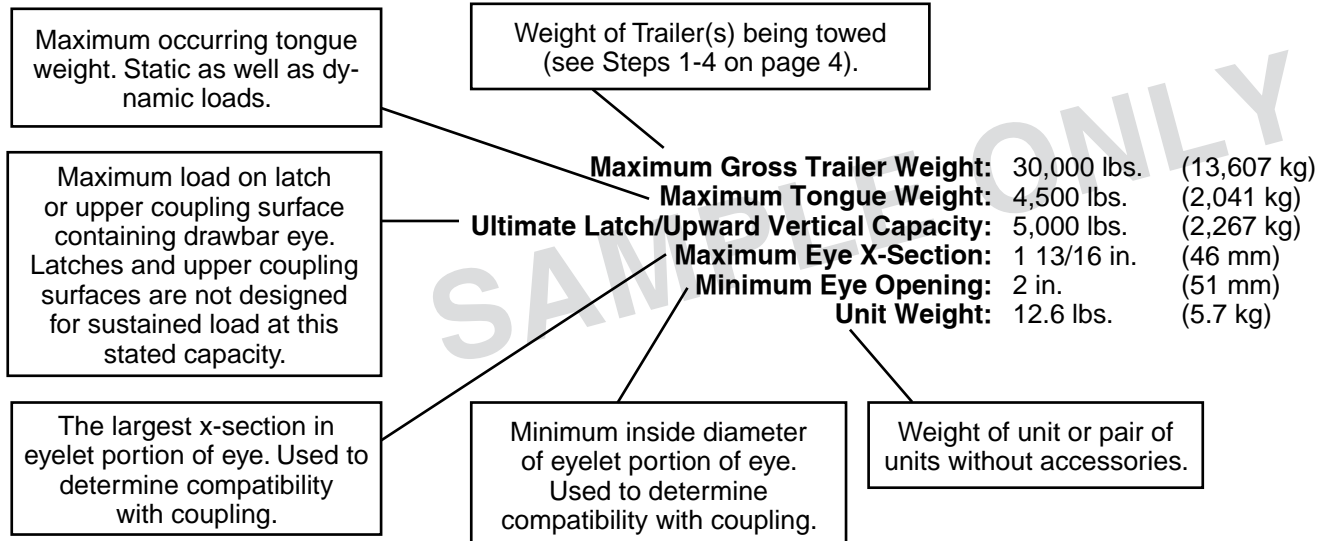 Maximum occurring tongue
weight. Static as well as dy-
namic loads.
Weight of Trailer(s) being towed
(see Steps 1-4 on page 4).
Maximum load on latch
or upper coupling surface
containing drawbar eye.
Latches and upper coupling
surfaces are not designed
for sustained load at this
stated capacity.
SAMPLE ONLY
Maximum Gross Trailer Weight: 30,000 lbs. (13,607 kg)
Maximum Tongue Weight: 4,500 lbs. (2,041 kg)
Ultimate Latch/Upward Vertical Capacity: 5,000 lbs. (2,267 kg)
Maximum Eye X-Section: 1 13/16 in. (46 mm)
Minimum Eye Opening: 2 in. (51 mm)
Unit Weight: 12.6 lbs. (5.7 kg)
The largest x-section in
eyelet portion of eye. Used to
determine compatibility
with coupling.
Minimum inside diameter
of eyelet portion of eye.
Used to determine
compatibility with coupling.
Weight of unit or pair of
units without accessories.